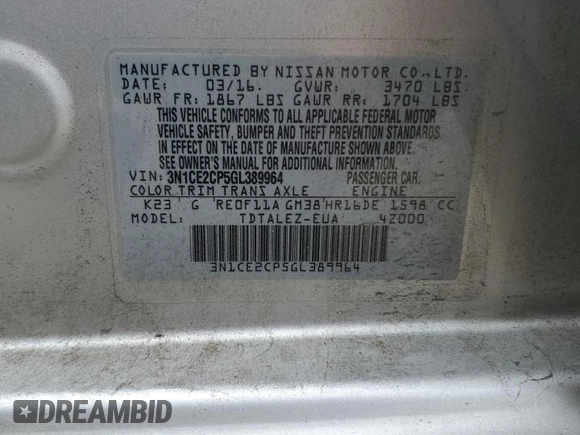 MANUFACTURED BY NISSAN MOTOR CO.,LTD.
DATE: 03/16. GVWR: 3470 LBS
GAWR FR: 1867 LBS GAWR RR: 1704 LBS
THIS VEHICLE CONFORMS TO ALL APPLICABLE FEDERAL MOTOR
VEHICLE SAFETY, BUMPER AND THEFT PREVENTION STANDARDS
IN EFFECT ON THE DATE OF MANUFACTURE SHOWN ABOVE.
SEE OWNER'S MANUAL FOR ADDITIONAL INFORMATION
VIN: 3N1CE2CP5GL389964 PASSENGER CAR.
COLOR TRIM TRANS AXLE ENGINE
K23 G RE0F11A GM38 HR16DE 1598 CC
MODEL: TDTALEZ-EUA 4Z000
3N1CE2CP5GL389964
DREAMBID